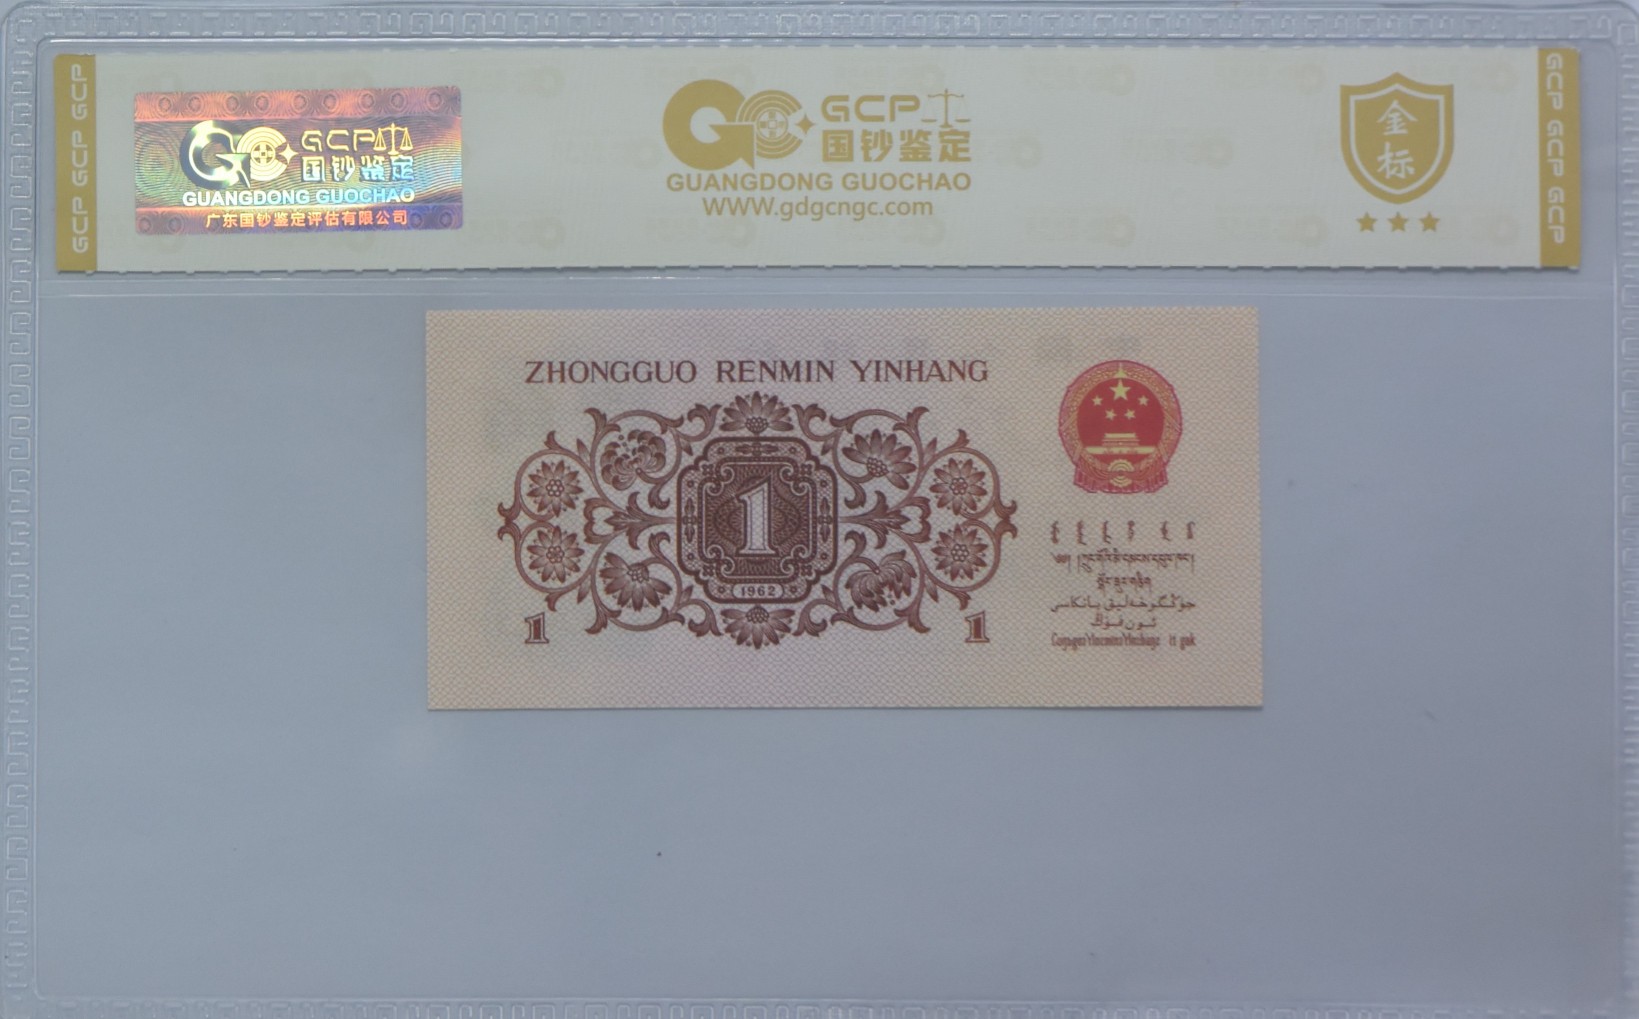 GCP GCP GCP
GCP
国钞鉴定
GUANGDONG GUOCHAO
广东国钞鉴定评估有限公司
GCP
国钞鉴定
GUANGDONG GUOCHAO
WWW.gdgcngc.com
金
标
GCP GCP GCP
ZHONGGUO RENMIN YINHANG
1
1962
1
1